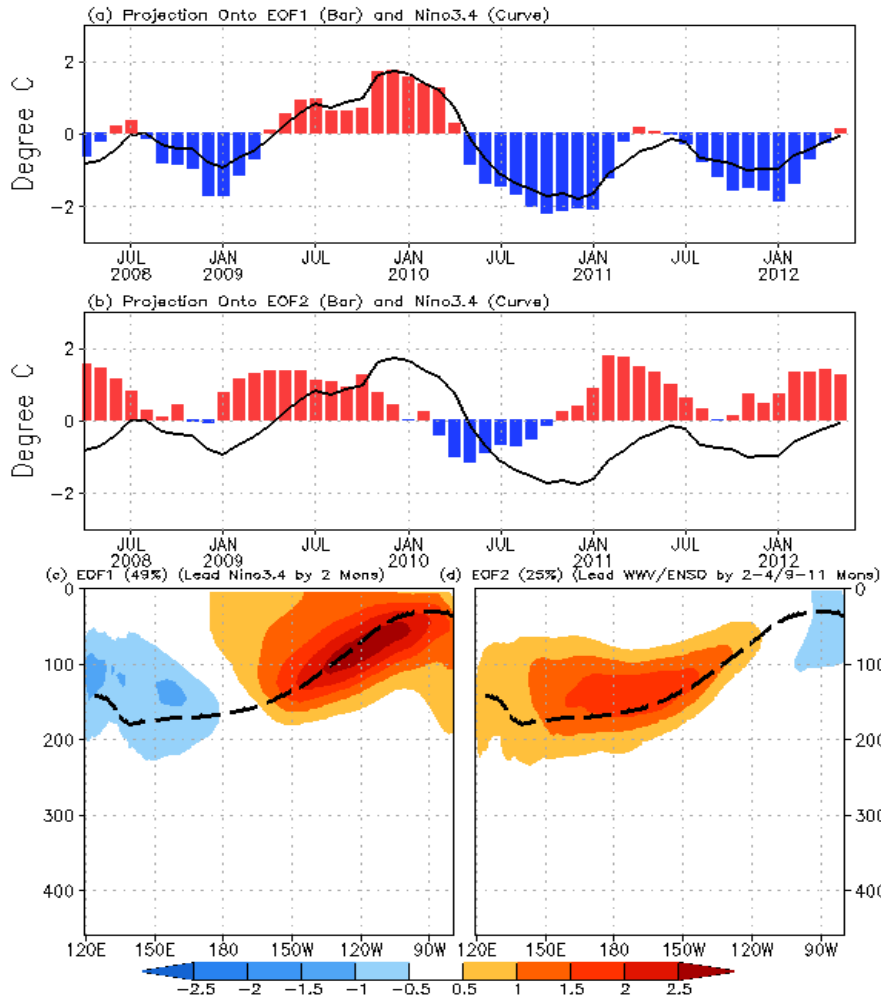 (a) Projection Onto EOF1 (Bar) and Nino3.4 (Curve)
Degree C
2
0
-2
JUL JAN JUL JAN JUL JAN JUL JAN
2008 2009 2010 2011 2012
(b) Projection Onto EOF2 (Bar) and Nino3.4 (Curve)
Degree C
2
0
-2
JUL JAN JUL JAN JUL JAN JUL JAN
2008 2009 2010 2011 2012
(c) EOF1 (49%) (Lead Nino3.4 by 2 Mons)
(d) EOF2 (25%) (Lead WWV/ENSO by 2-4/9-11 Mons)
0 0
100 100
200 200
300 300
400 400
120E 150E 180 150W 120W 90W
120E 150E 180 150W 120W 90W
-2.5 -2 -1.5 -1 -0.5 0.5 1 1.5 2 2.5